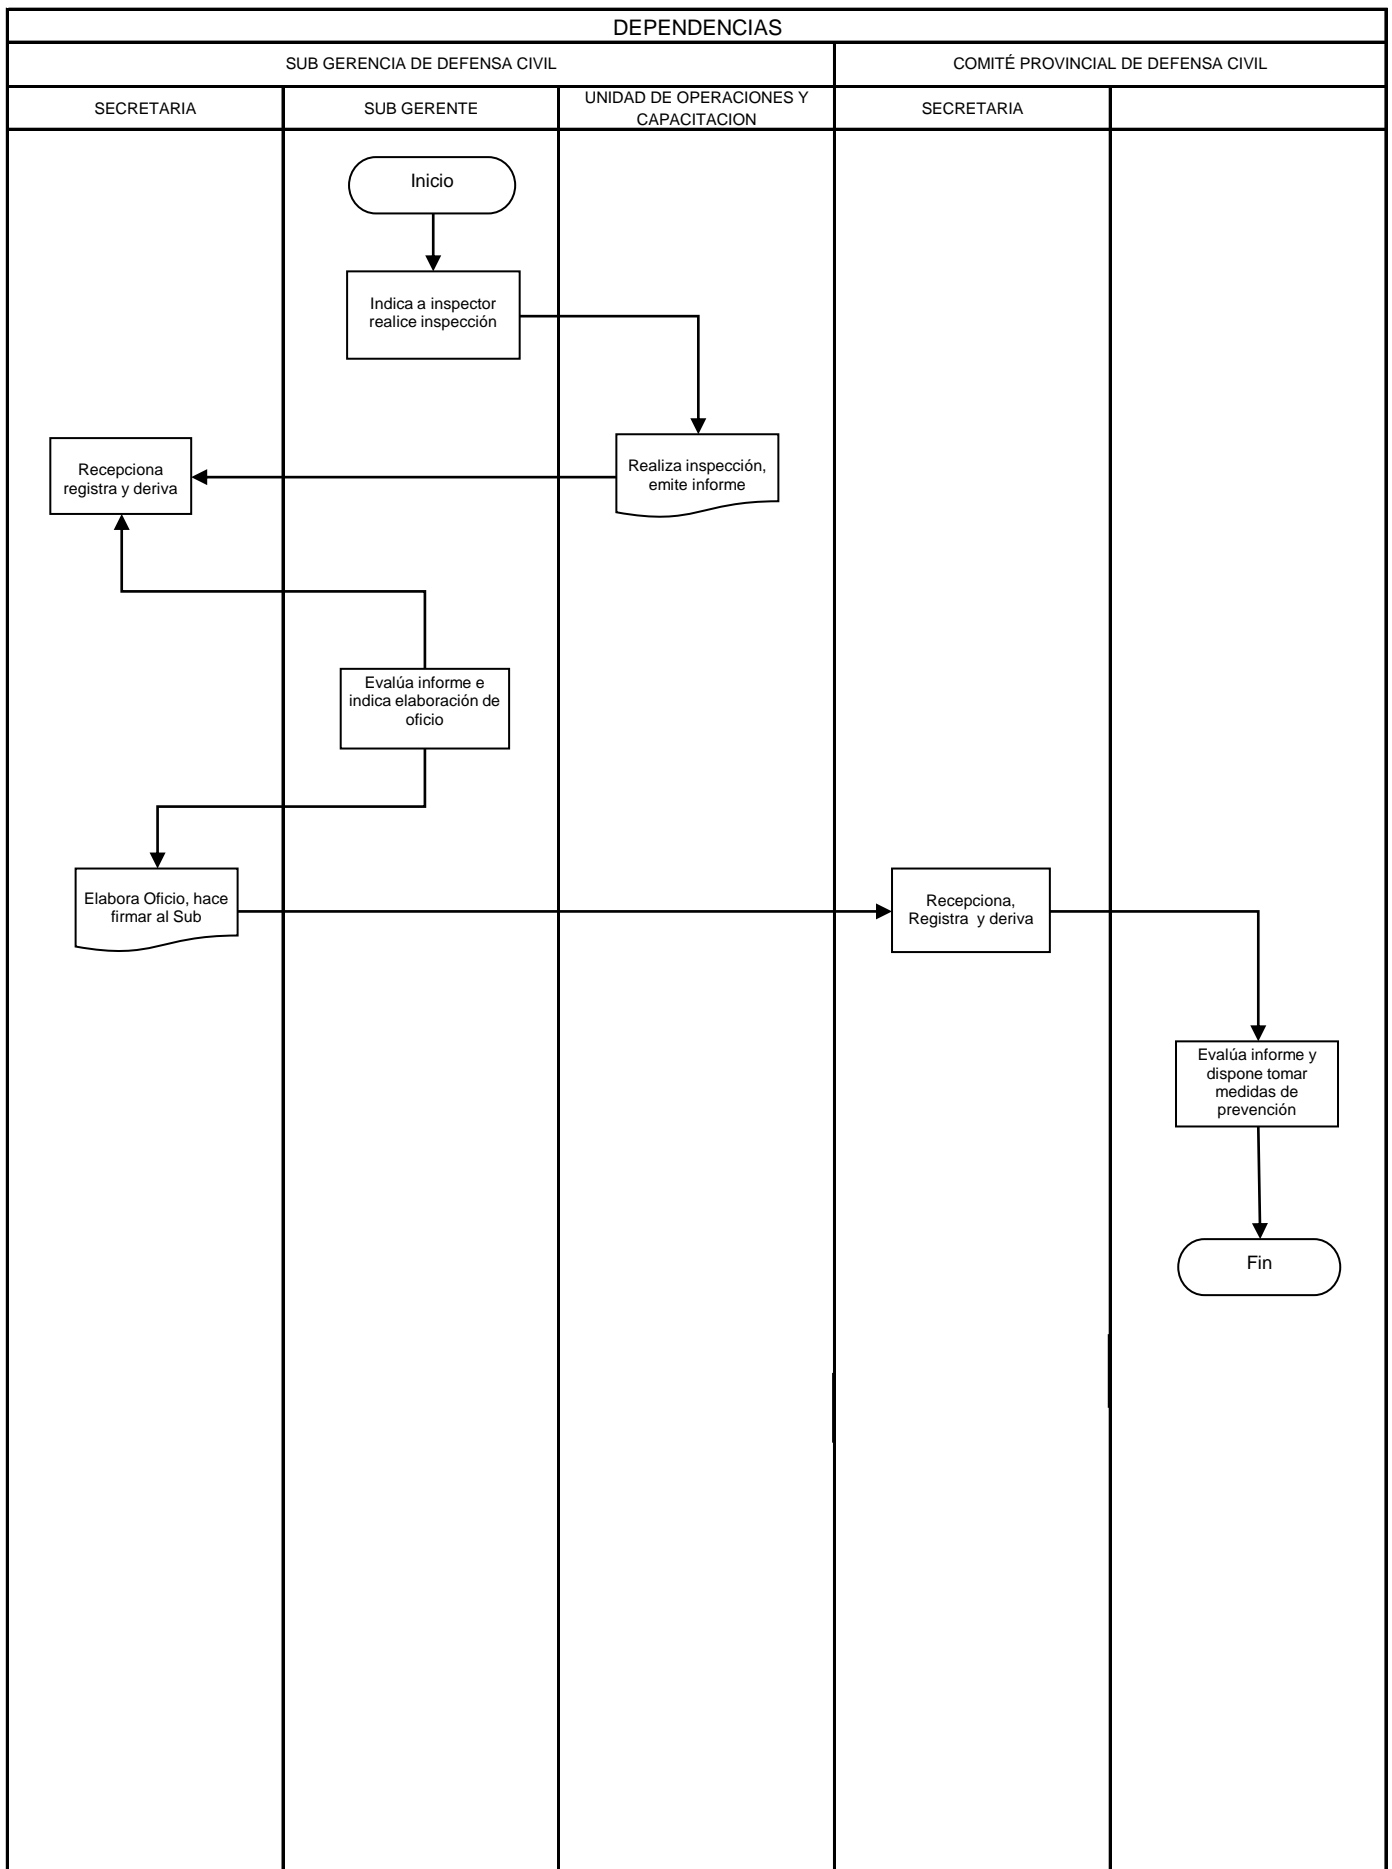 DEPENDENCIAS
SUB GERENCIA DE DEFENSA CIVIL
COMITÉ PROVINCIAL DE DEFENSA CIVIL
SECRETARIA
SUB GERENTE
UNIDAD DE OPERACIONES Y
CAPACITACION
SECRETARIA
Inicio
Indica a inspector
realice inspección
Recepciona
registra y deriva
Realiza inspección,
emite informe
Evalúa informe e
indica elaboración de
oficio
Elabora Oficio, hace
firmar al Sub
Recepciona,
Registra y deriva
Evalúa informe y
dispone tomar
medidas de
prevención
Fin